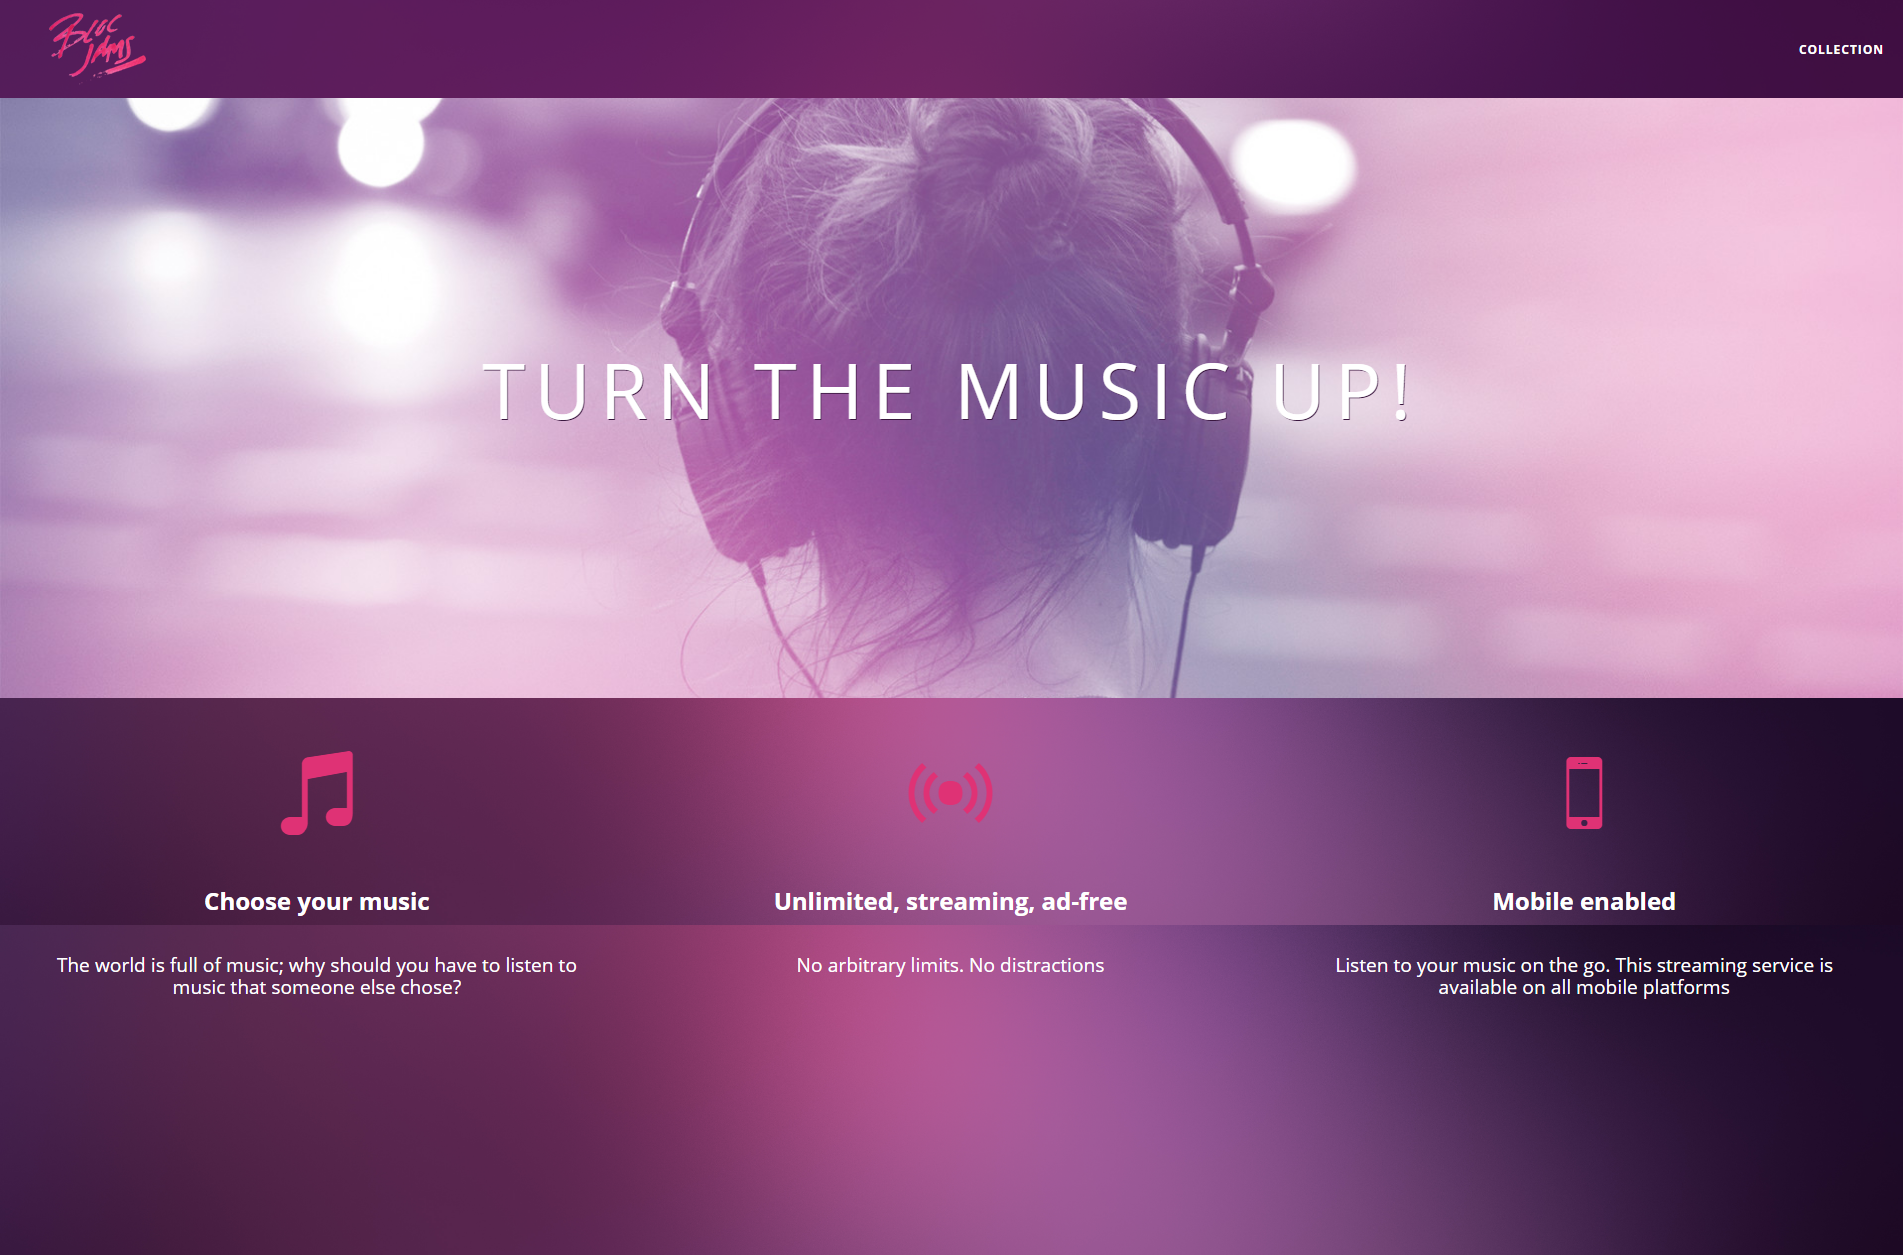 BLOC
JAMS
COLLECTION
TURN THE MUSIC UP!
Choose your music
Unlimited, streaming, ad-free
Mobile enabled
The world is full of music; why should you have to listen to
music that someone else chose?
No arbitrary limits. No distractions
Listen to your music on the go. This streaming service is
available on all mobile platforms